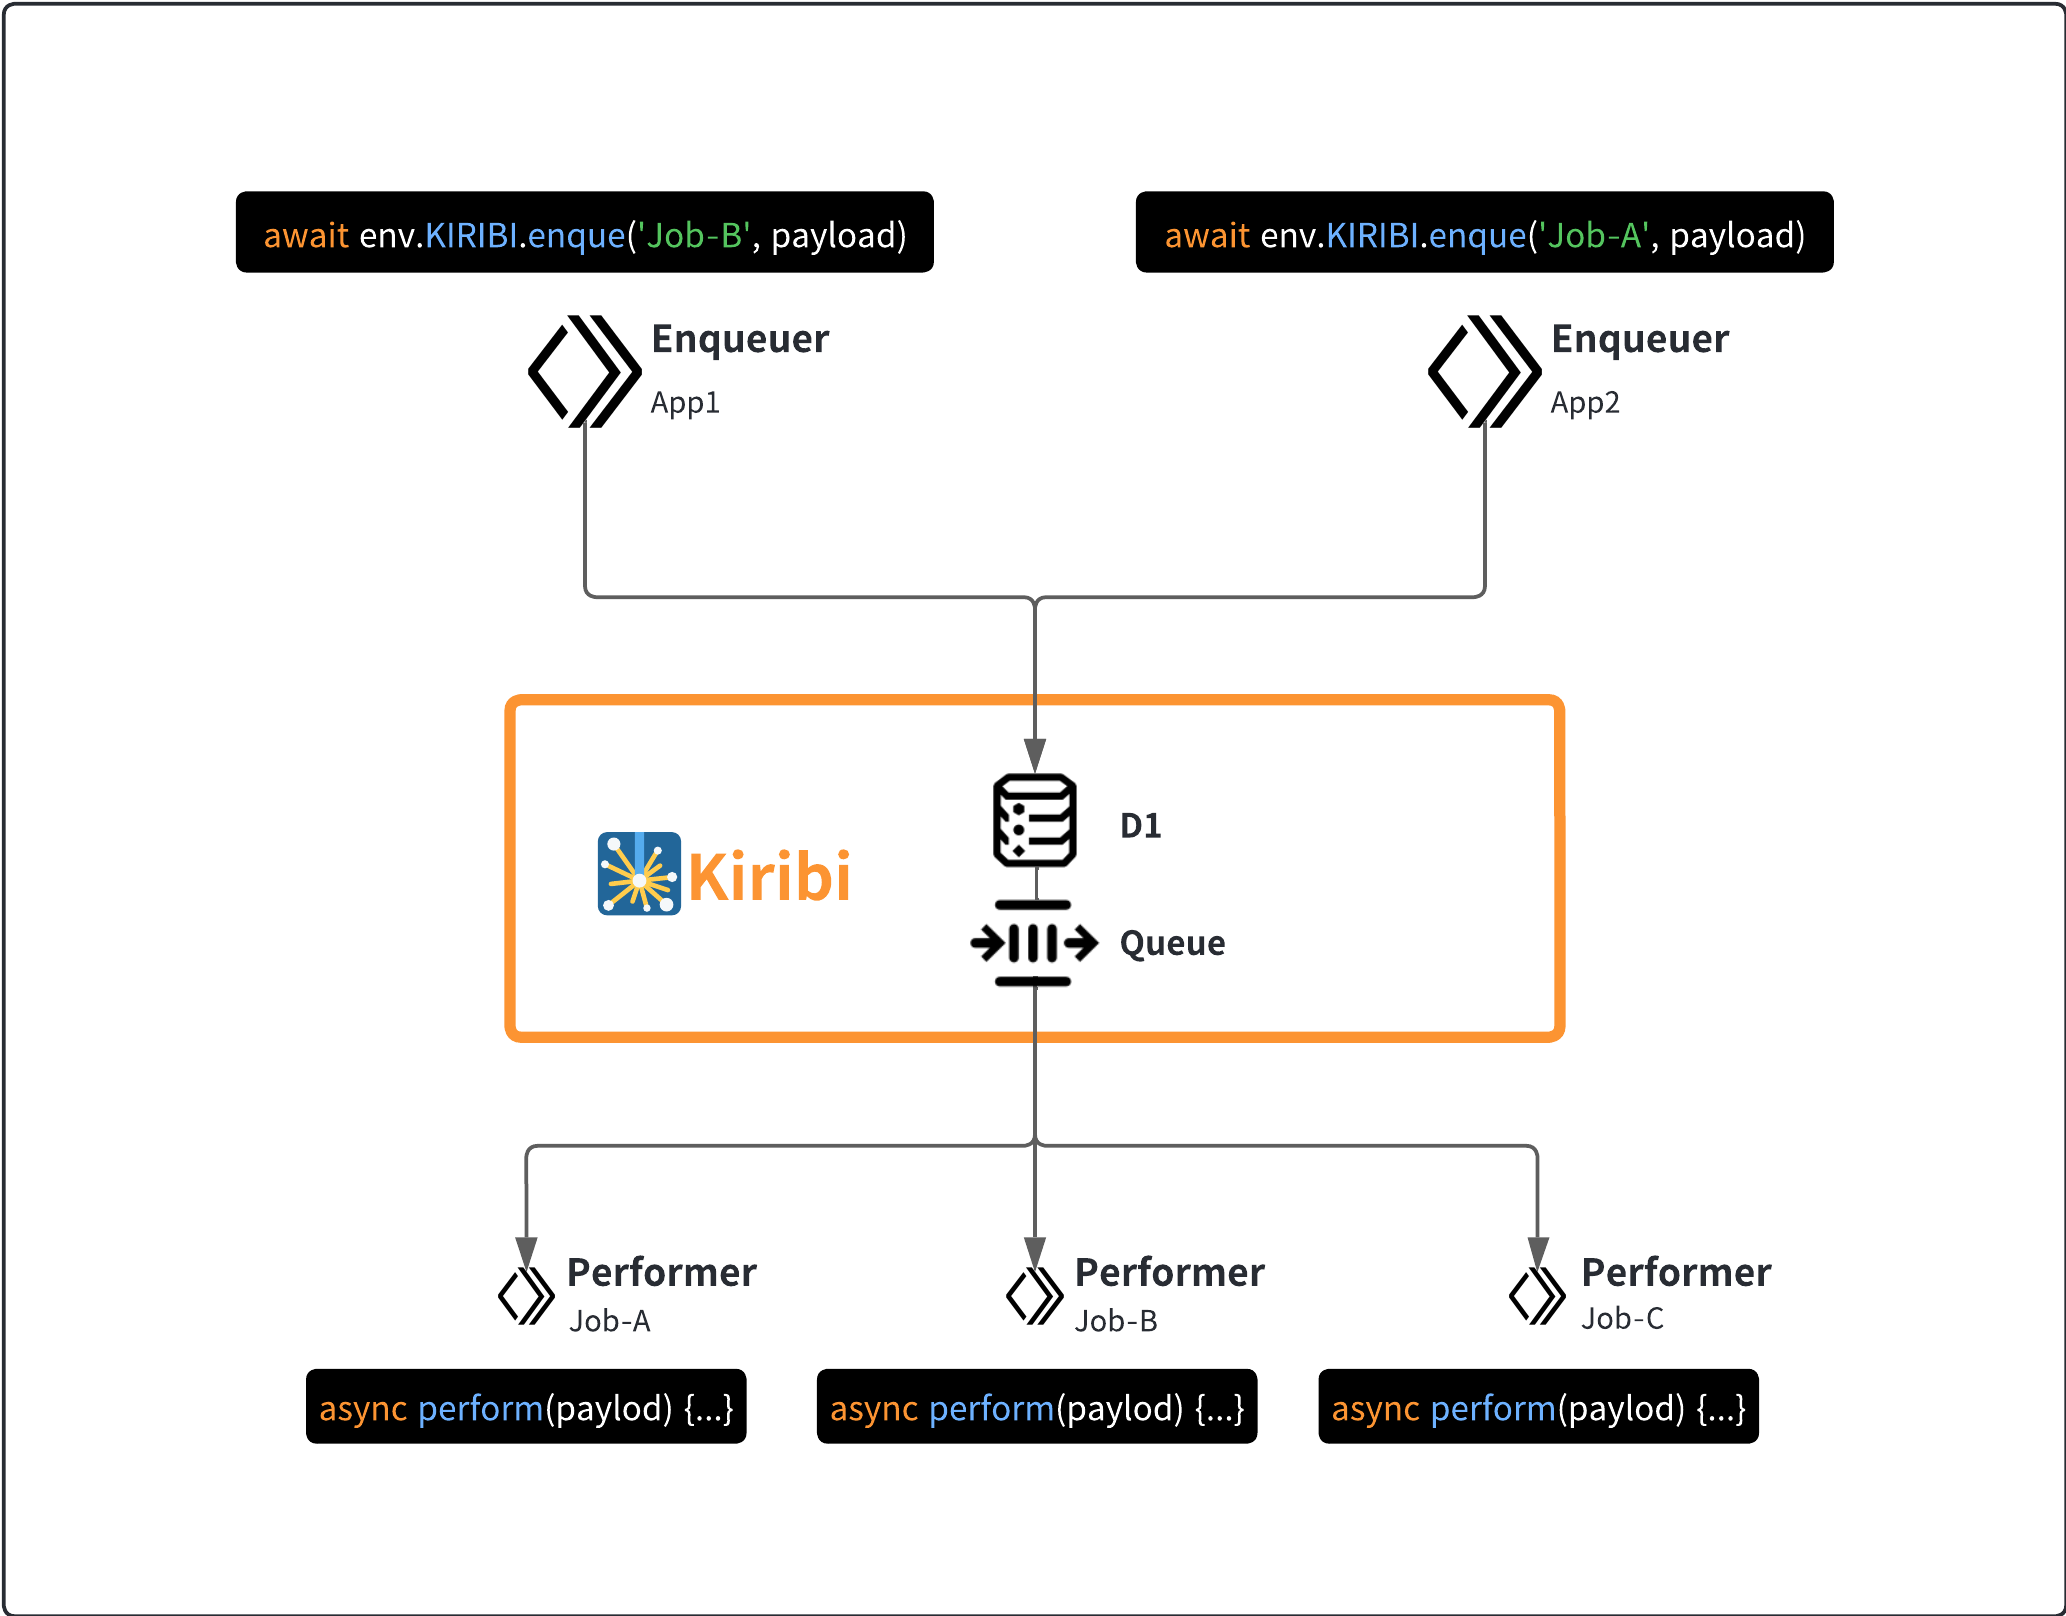 await env.KIRIBI.enque('Job-B', payload)
await env.KIRIBI.enque('Job-A', payload)
Enqueuer
App1
Enqueuer
App2
Kiribi
D1
Queue
Performer
Job-A
Performer
Job-B
Performer
Job-C
async perform(paylod) {...}
async perform(paylod) {...}
async perform(paylod) {...}